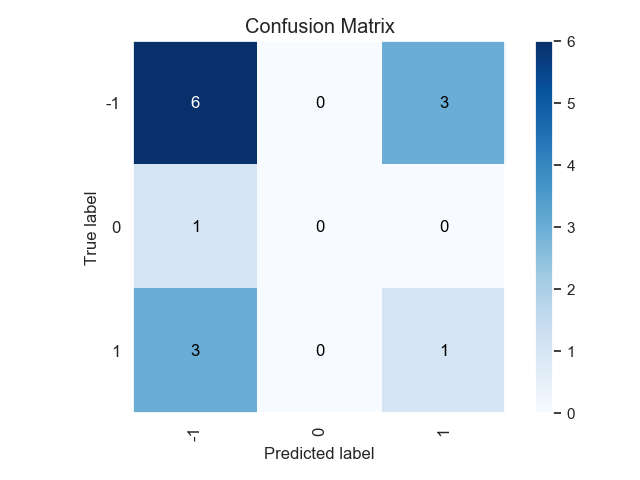 Confusion Matrix
-1 6 0 3
0 1 0 0
1 3 0 1
-1 0 1
True label
Predicted label
6
5
4
3
2
1
0